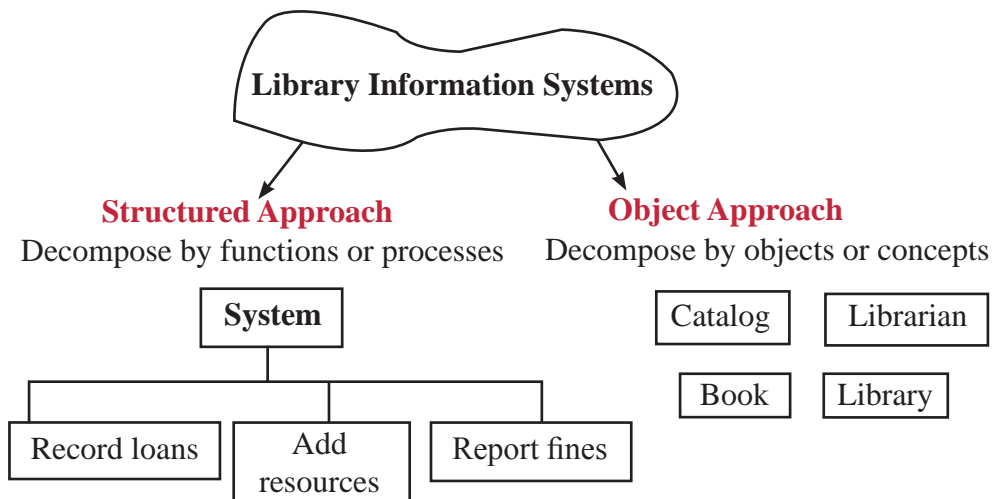 Library Information Systems
Structured Approach
Decompose by functions or processes
System
Record loans
Add
resources
Report fines
Object Approach
Decompose by objects or concepts
Catalog
Librarian
Book
Library